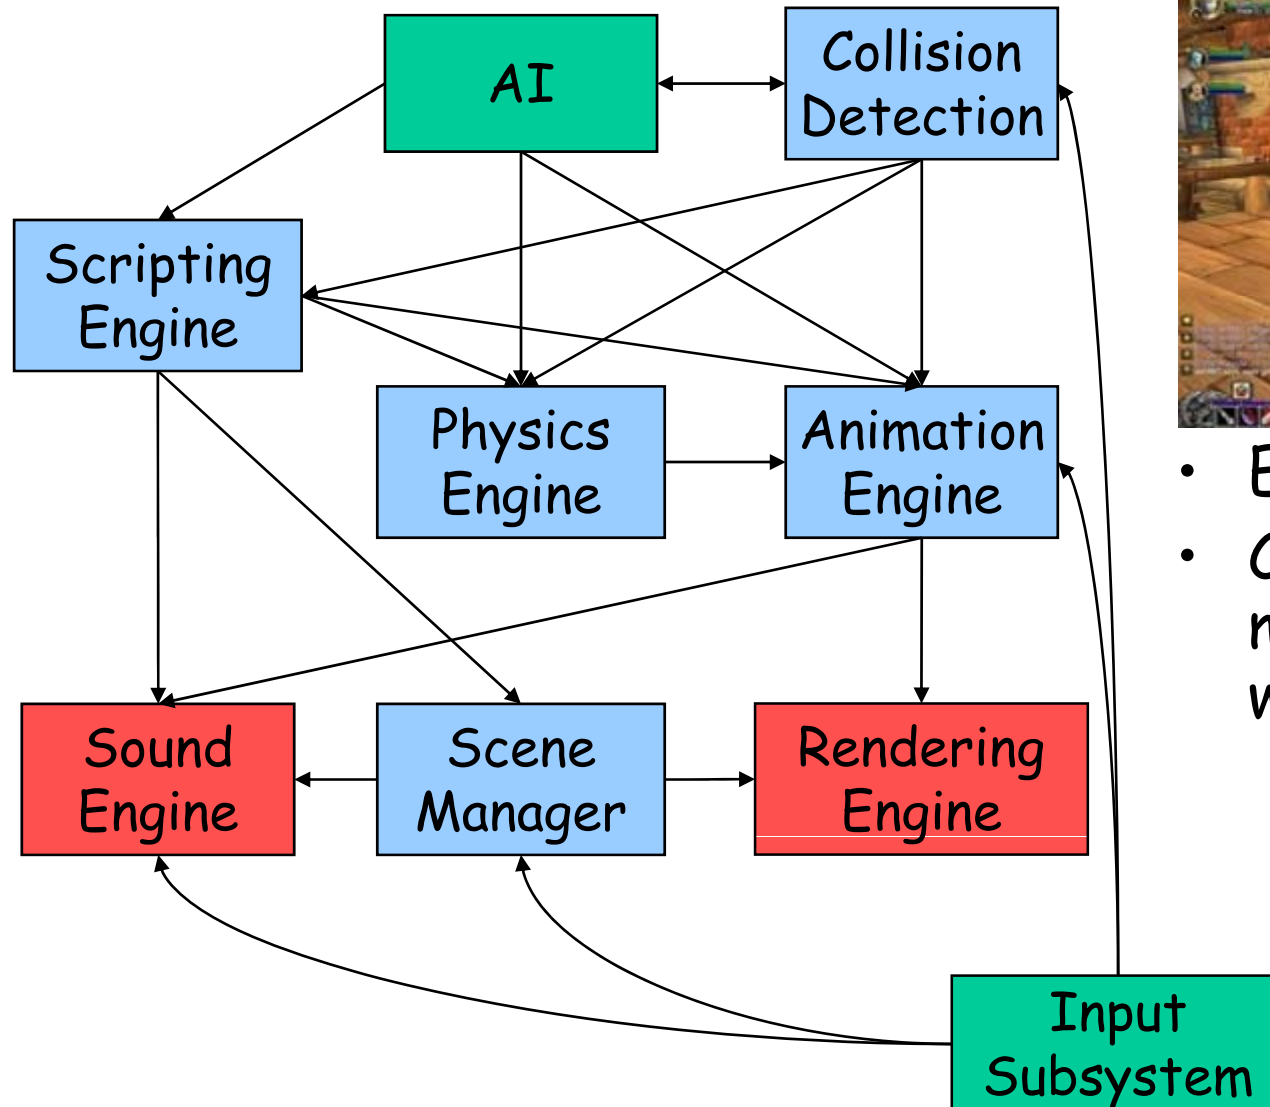 AI
Collision
Detection
Scripting
Engine
Physics
Engine
Animation
Engine
Sound
Engine
Scene
Manager
Rendering
Engine
Input
Subsystem